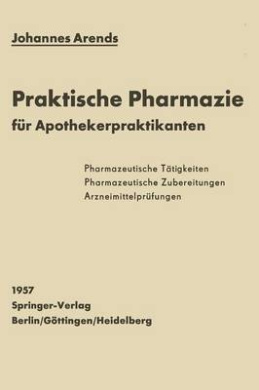 Johannes Arends
Praktische Pharmazie
für Apothekerpraktikanten
Pharmazeutische Tätigkeiten
Pharmazeutische Zubereitungen
Arzneimittelprüfungen
1957
Springer-Verlag
Berlin/Göttingen/Heidelberg